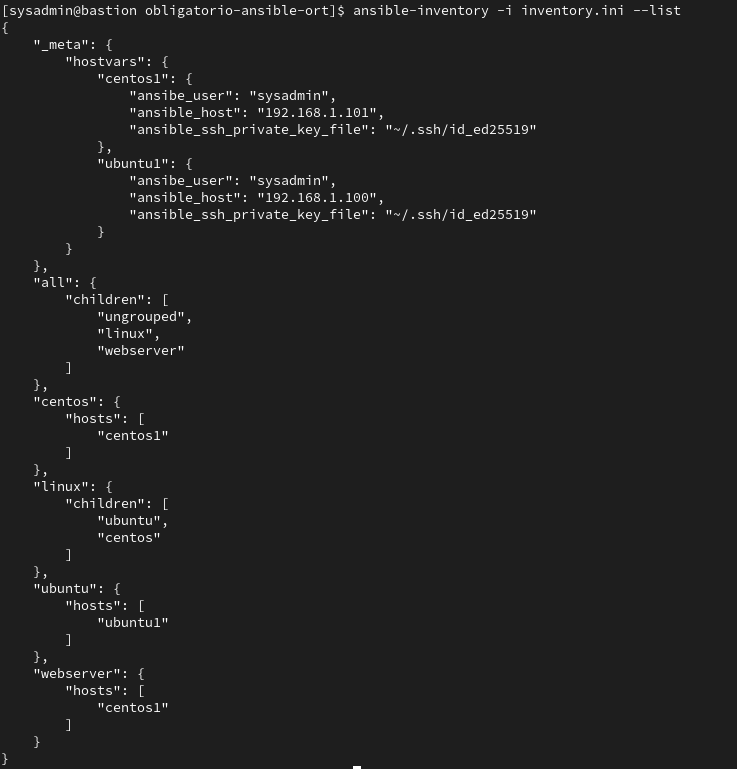 [sysadmin@bastion obligatorio-ansible-ort]$ ansible-inventory -i inventory.ini --list
{
    "_meta": {
        "hostvars": {
            "centos1": {
                "ansibe_user": "sysadmin",
                "ansible_host": "192.168.1.101",
                "ansible_ssh_private_key_file": "~/.ssh/id_ed25519"
            },
            "ubuntu1": {
                "ansibe_user": "sysadmin",
                "ansible_host": "192.168.1.100",
                "ansible_ssh_private_key_file": "~/.ssh/id_ed25519"
            }
        }
    },
    "all": {
        "children": [
            "ungrouped",
            "linux",
            "webserver"
        ]
    },
    "centos": {
        "hosts": [
            "centos1"
        ]
    },
    "linux": {
        "children": [
            "ubuntu",
            "centos"
        ]
    },
    "ubuntu": {
        "hosts": [
            "ubuntu1"
        ]
    },
    "webserver": {
        "hosts": [
            "centos1"
        ]
    }
}